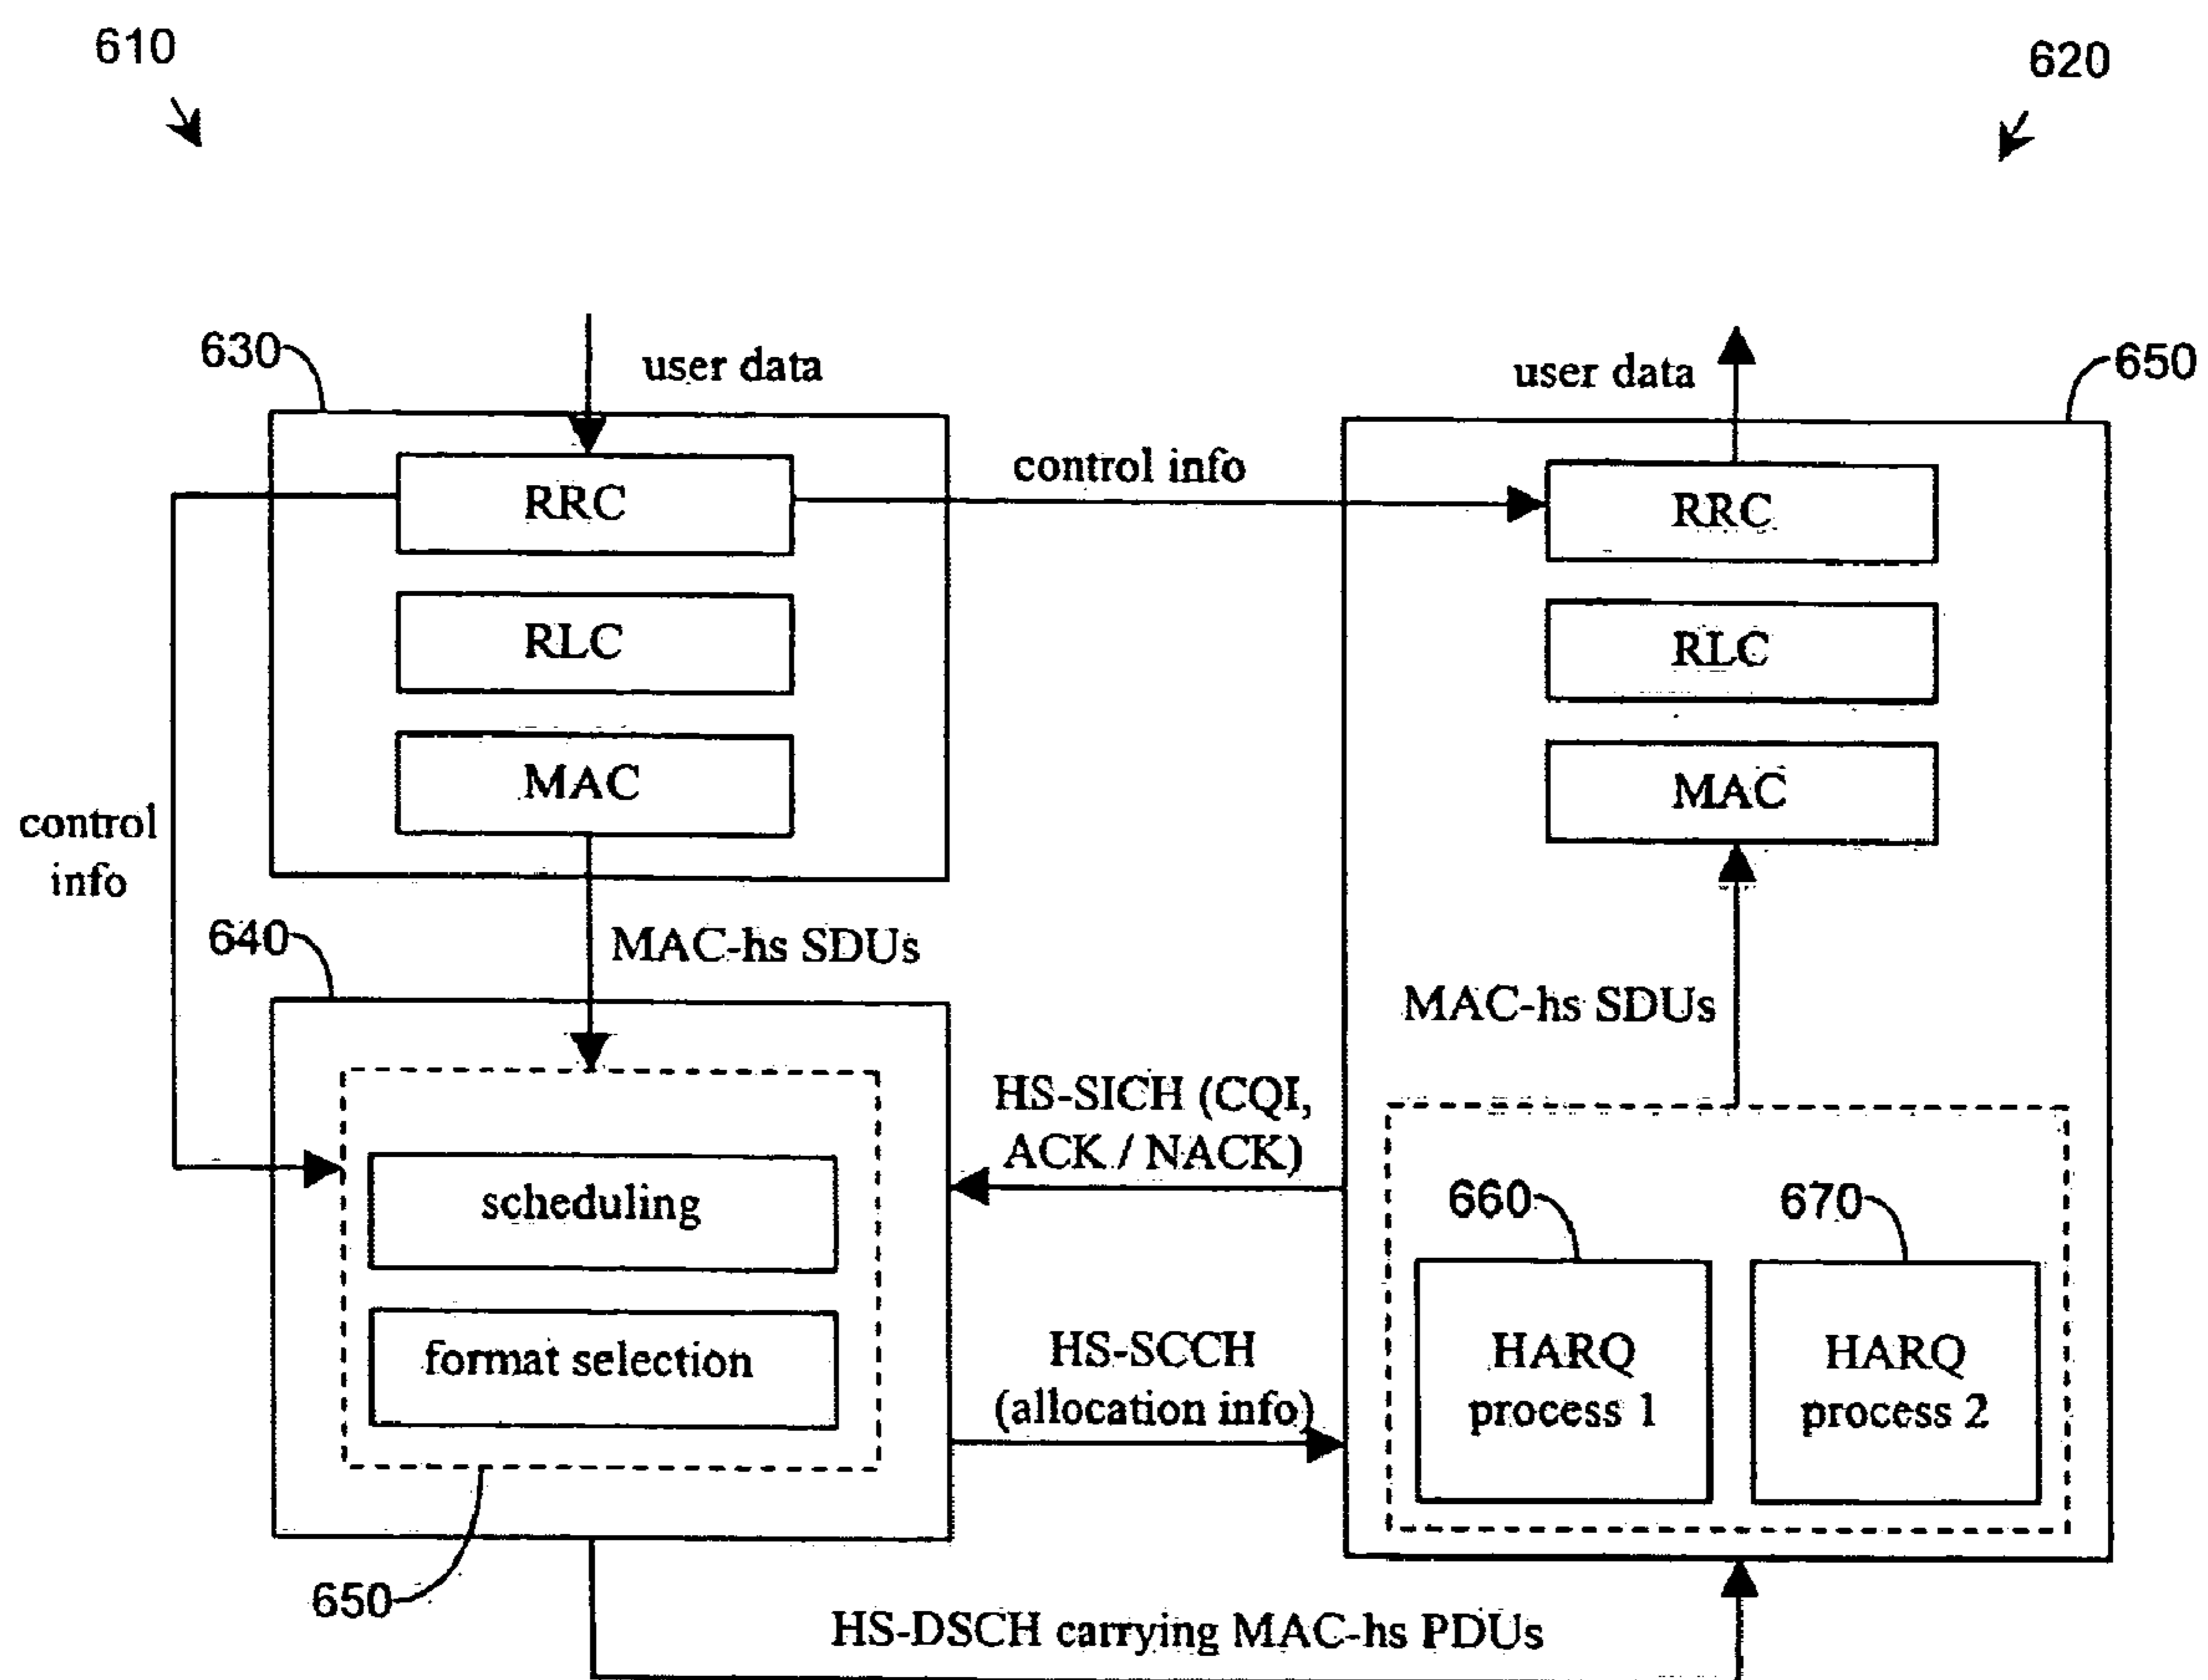 610
620
630
user data
user data
650
RRC
control info
RRC
RLC
RLC
MAC
MAC
control
info
640
MAC-hs SDUs
MAC-hs SDUs
HS-SICH (CQI,
ACK / NACK)
scheduling
660
670
format selection
HS-SCCH
(allocation info)
HARQ
process 1
HARQ
process 2
650
HS-DSCH carrying MAC-hs PDUs